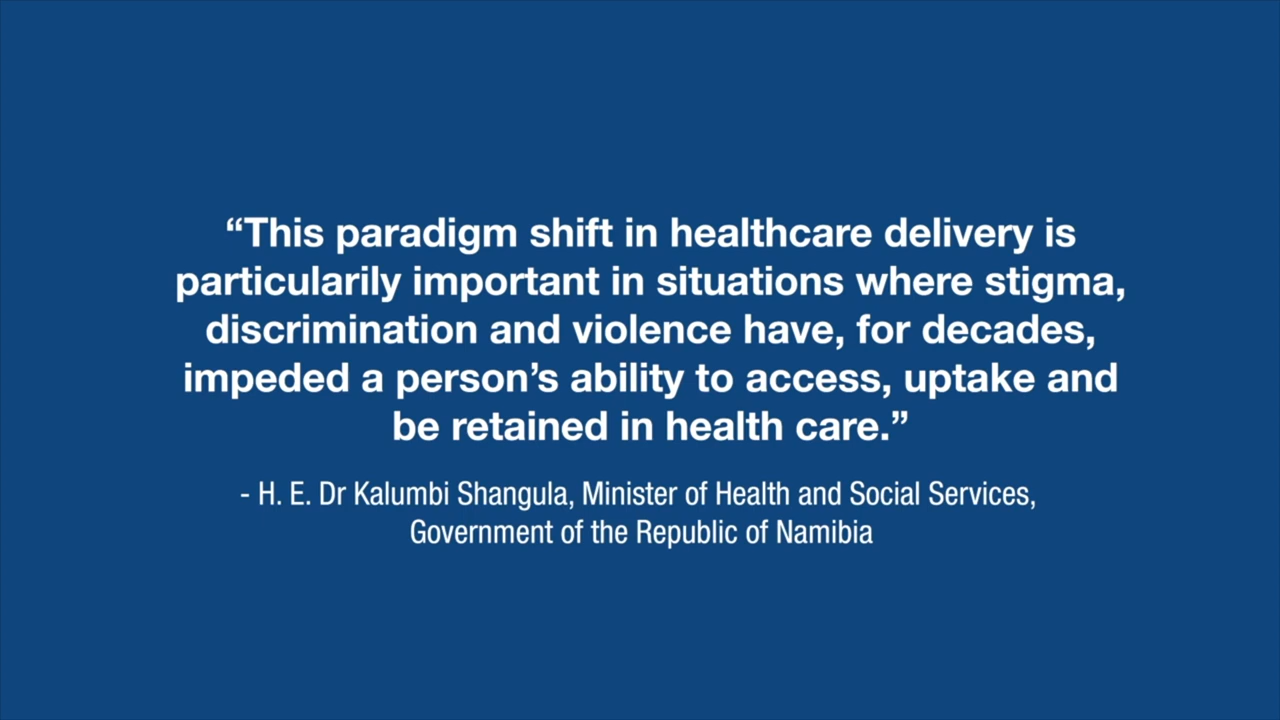 “This paradigm shift in healthcare delivery is
particularily important in situations where stigma,
discrimination and violence have, for decades,
impeded a person’s ability to access, uptake and
be retained in health care.”
- H. E. Dr Kalumbi Shangula, Minister of Health and Social Services,
Government of the Republic of Namibia